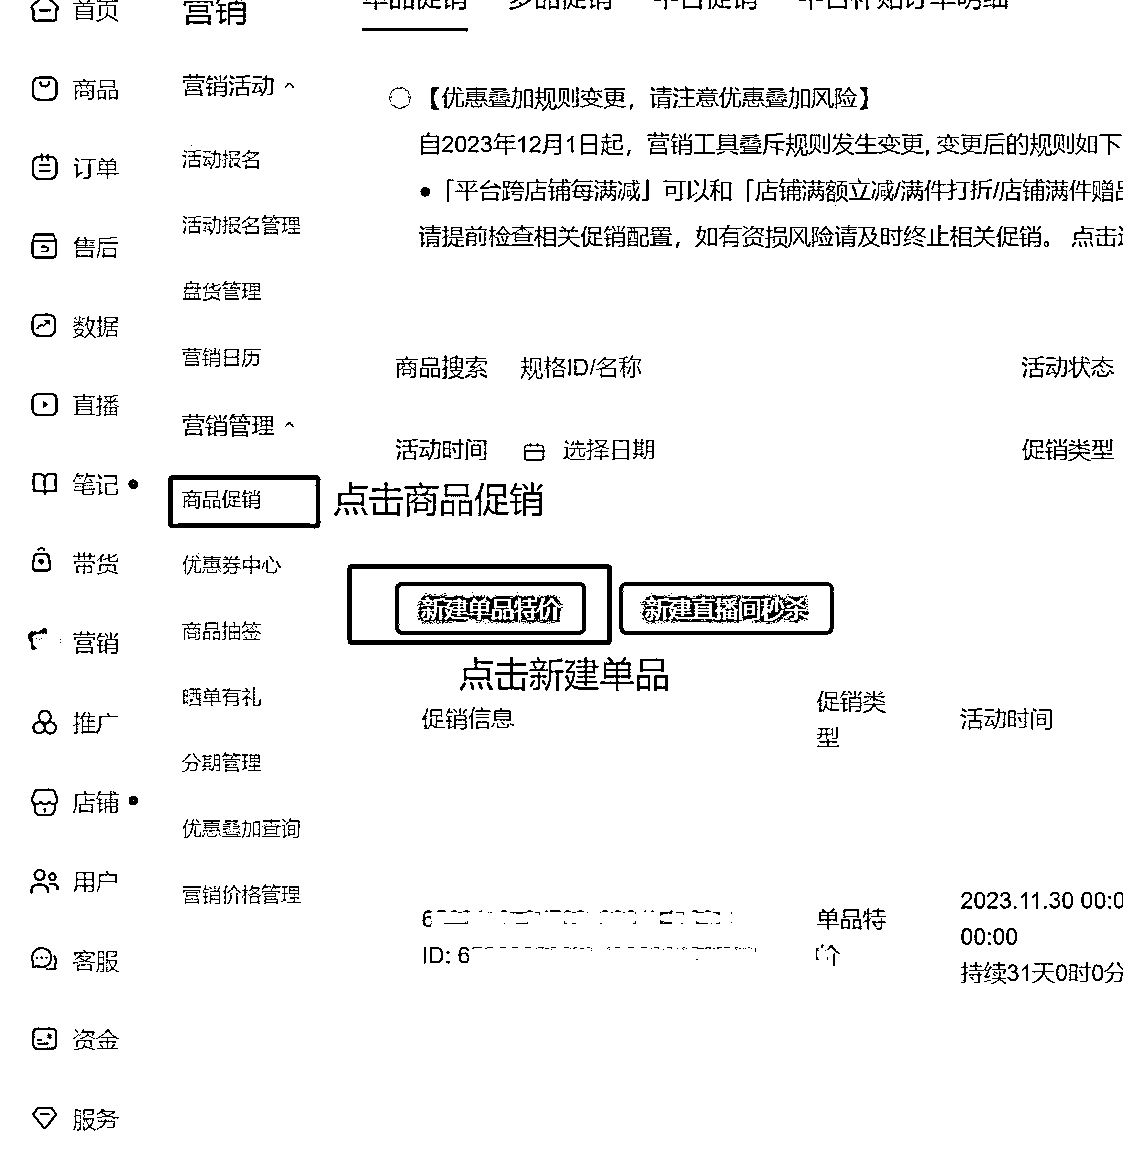 首页
商品
订单
售后
数据
直播
笔记
带货
营销
推广
店铺
用户
客服
资金
服务
营销
营销活动
活动报名
活动报名管理
盘货管理
营销日历
营销管理
商品促销
优惠券中心
商品抽签
晒单有礼
分期管理
优惠叠加查询
营销价格管理
单品促销 多品促销 平台促销 平台补贴订单明细
【优惠叠加规则变更，请注意优惠叠加风险】
自2023年12月1日起，营销工具叠斥规则发生变更, 变更后的规则如下
•「平台跨店铺每满减」可以和「店铺满额立减/满件打折/店铺满件赠品
请提前检查相关促销配置，如有资损风险请及时终止相关促销。 点击
商品搜索 规格ID/名称 活动状态
活动时间 选择日期 促销类型
点击商品促销
新建单品特价 新建直播间秒杀
点击新建单品
促销信息 促销类型 活动时间
6
ID: 6
单品特价
2023.11.30 00:0
00:00
持续31天0时0分